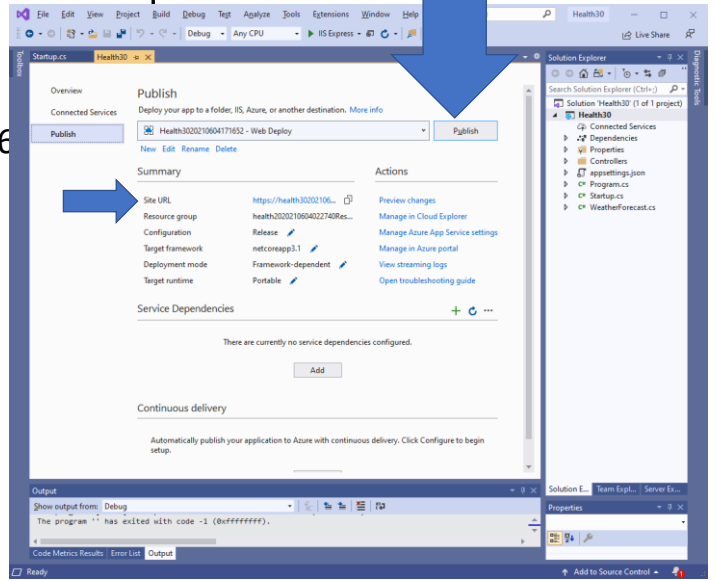 File Edit View Project Build Debug Test Analyze Tools Extensions Window Help Health30
Debug Any CPU IIS Express Live Share
Toolbox
Startup.cs Health30
Overview
Connected Services
Publish
6
Publish
Deploy your app to a folder, IIS, Azure, or another destination. More info
Health3020210604171652 - Web Deploy Publish
New Edit Rename Delete
Summary Actions
Site URL https://health30202106... Preview changes
Resource group health2020210604022740Res... Manage in Cloud Explorer
Configuration Release Manage Azure App Service settings
Target framework netcoreapp3.1 Manage in Azure portal
Deployment mode Framework-dependent View streaming logs
Target runtime Portable Open troubleshooting guide
Service Dependencies
There are currently no service dependencies configured.
Add
Continuous delivery
Automatically publish your application to Azure with continuous delivery. Click Configure to begin
setup.
Solution Explorer
Search Solution Explorer (Ctrl+;)
Solution 'Health30' (1 of 1 project)
Health30
Connected Services
Dependencies
Properties
Controllers
appsettings.json
C# Program.cs
C# Startup.cs
C# WeatherForecast.cs
Diagnostic Tools
Solution E... Team Expl... Server Ex...
Properties
Output
Show output from: Debug
The program '' has exited with code -1 (0xffffffff).
Code Metrics Results Error List Output
Ready Add to Source Control 1